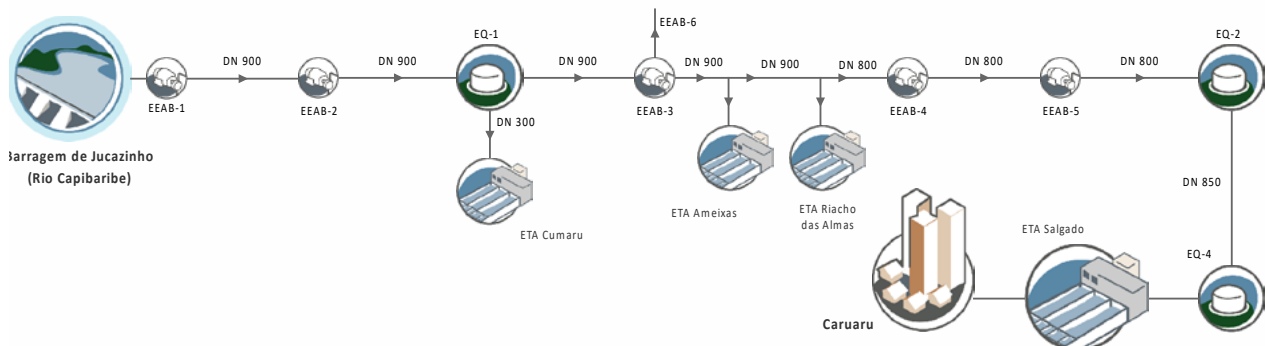 EEAB-6
EQ-1
EQ-2
DN 900
DN 900
DN 900
DN 900
DN 900
DN 800
DN 800
DN 800
EEAB-1
EEAB-2
EEAB-3
EEAB-4
EEAB-5
DN 300
Barragem de Jucazinho
(Rio Capibaribe)
DN 850
ETA Ameixas
ETA Riacho
das Almas
ETA Cumaru
ETA Salgado
EQ-4
Caruaru